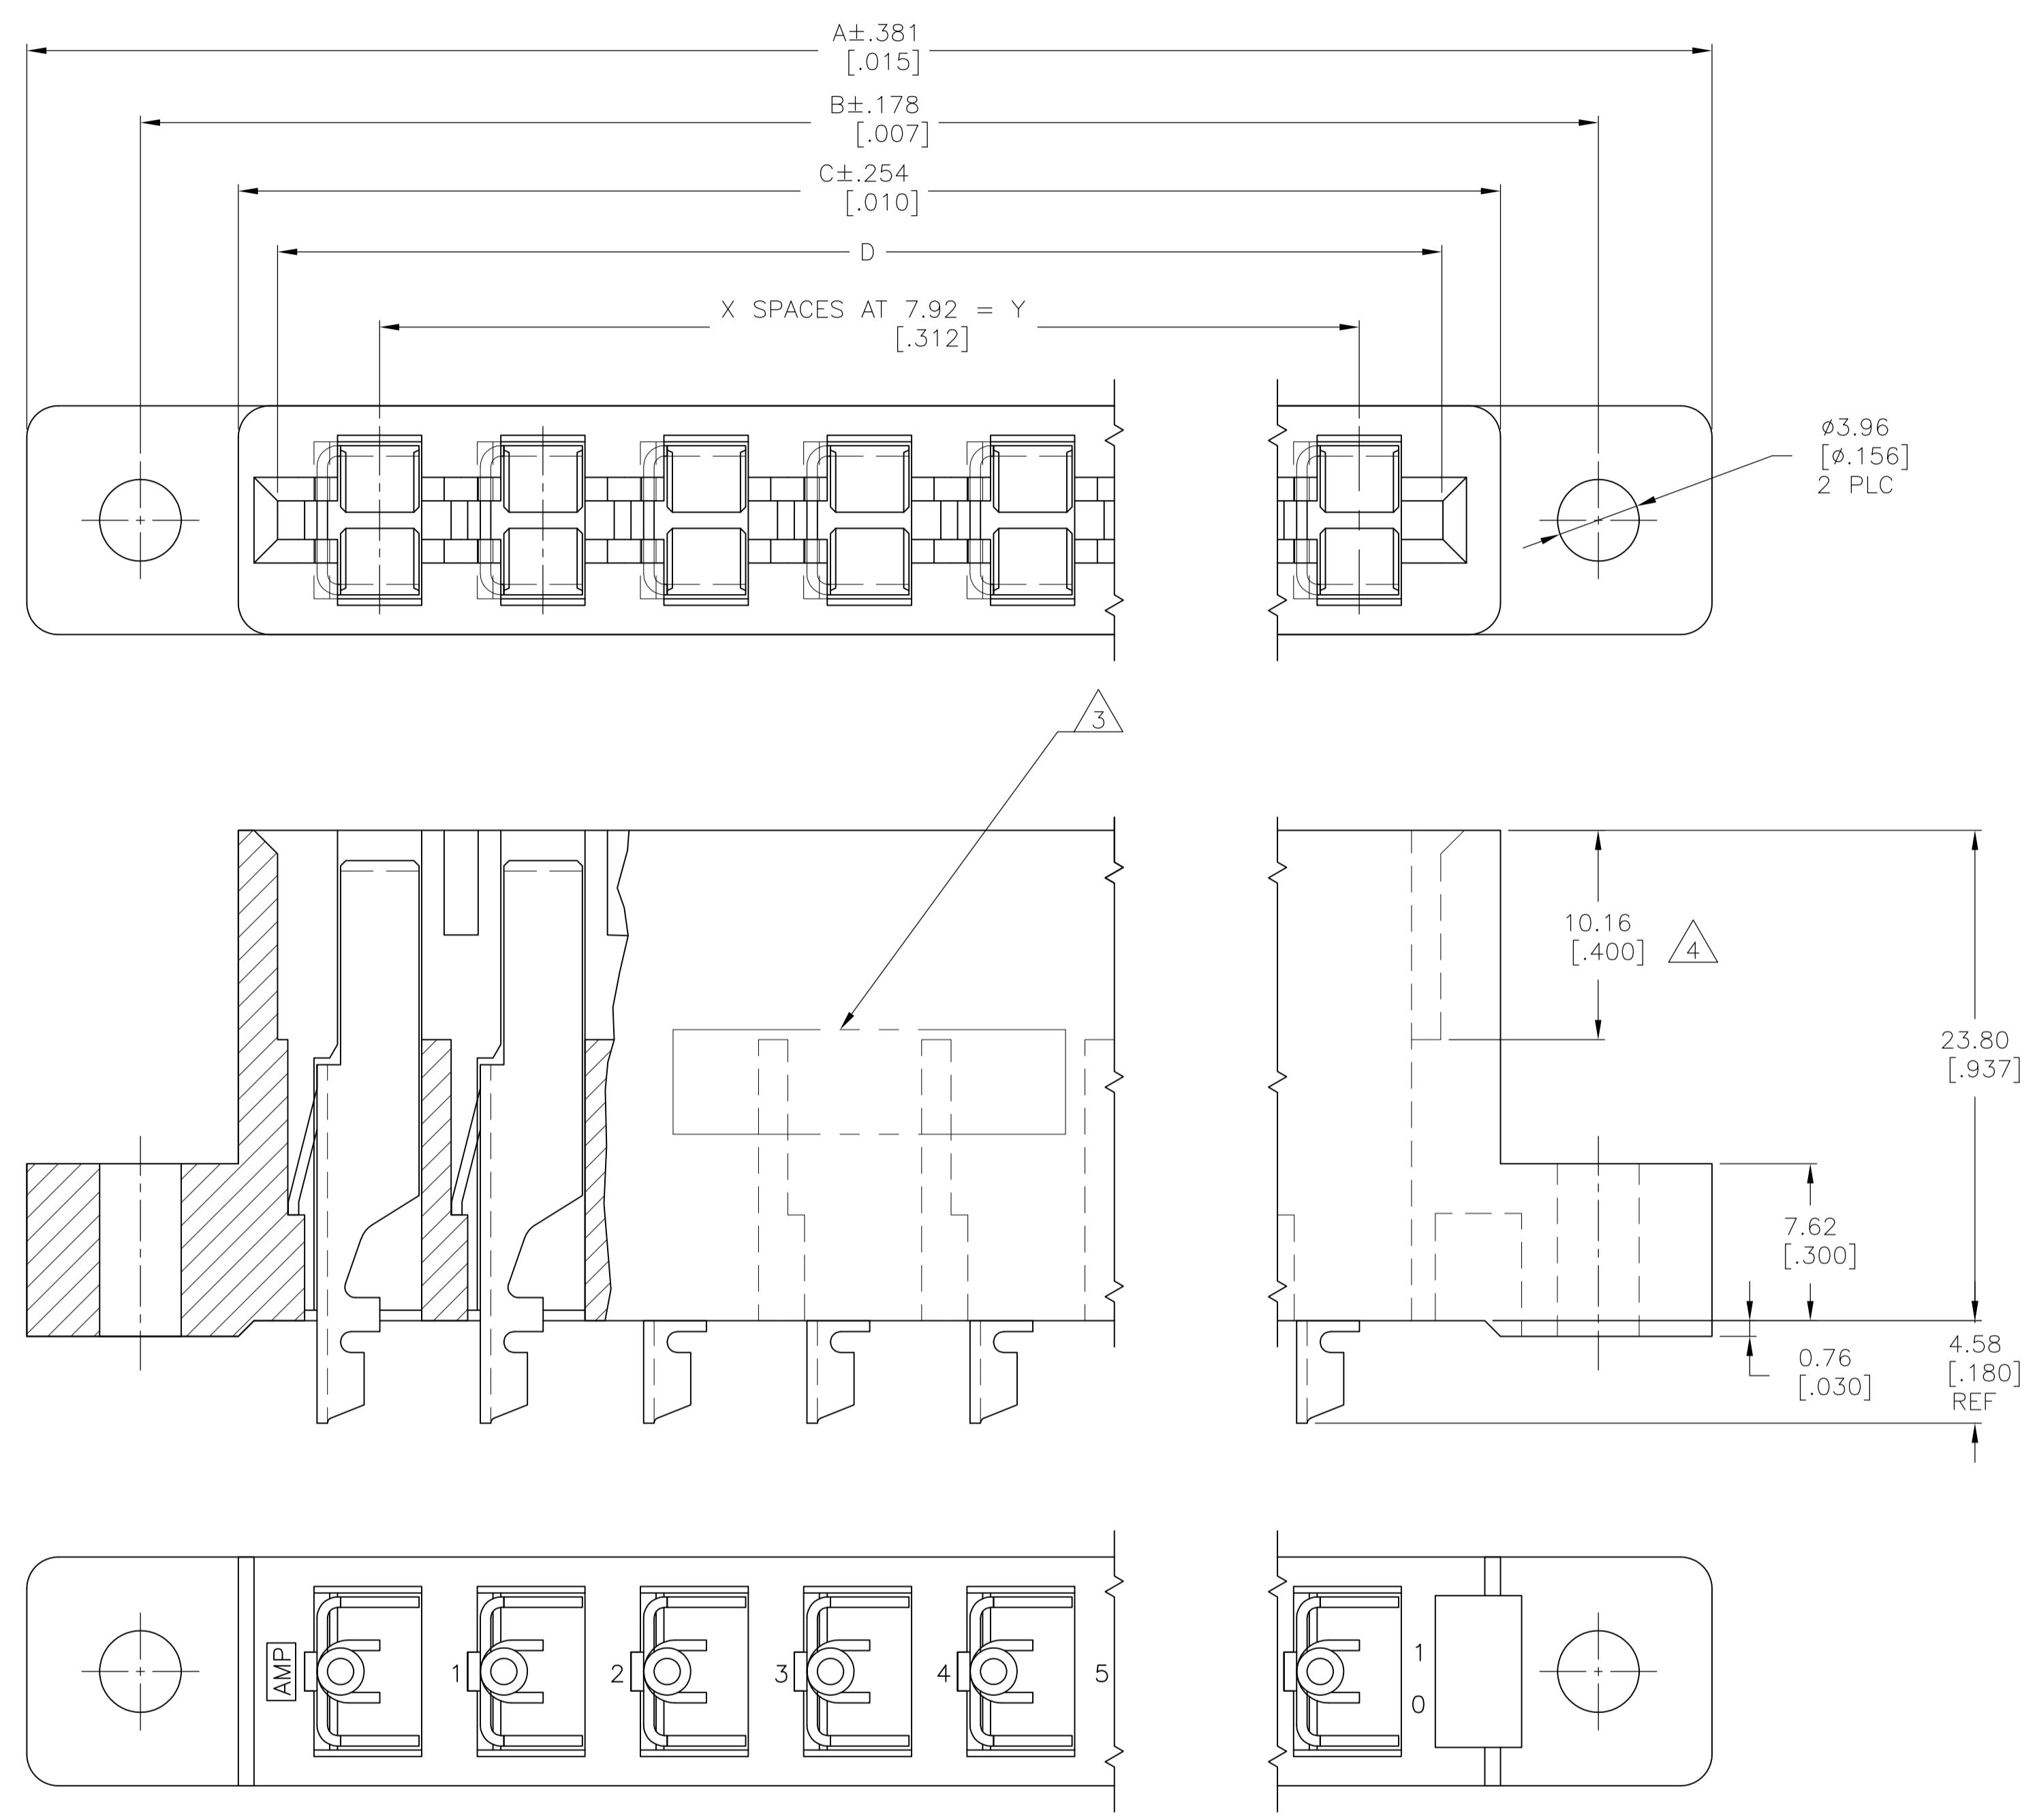 A±.381
[.015]
B±.178
[.007]
C±.254
[.010]
D
X SPACES AT 7.92 = Y
[.312]
ø3.96
[ø.156]
2 PLC
3
10.16
[.400]
4
23.80
[.937]
7.62
[.300]
0.76
[.030]
4.58
[.180]
REF
AMP
1
2
3
4
5
1
0